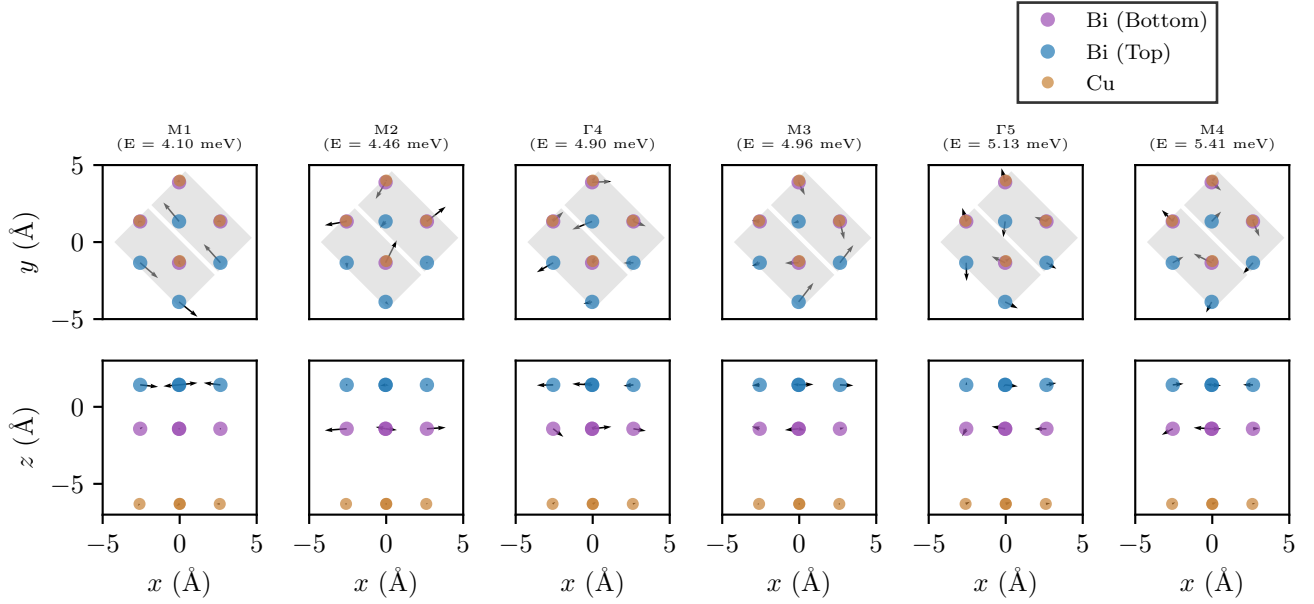 Bi (Bottom)
Bi (Top)
Cu
M1
(E = 4.10 meV)
M2
(E = 4.46 meV)
Γ4
(E = 4.90 meV)
M3
(E = 4.96 meV)
Γ5
(E = 5.13 meV)
M4
(E = 5.41 meV)
5
0
−5
y (Å)
0
−5
z (Å)
−5 0 5
−5 0 5
−5 0 5
−5 0 5
−5 0 5
−5 0 5
x (Å)
x (Å)
x (Å)
x (Å)
x (Å)
x (Å)